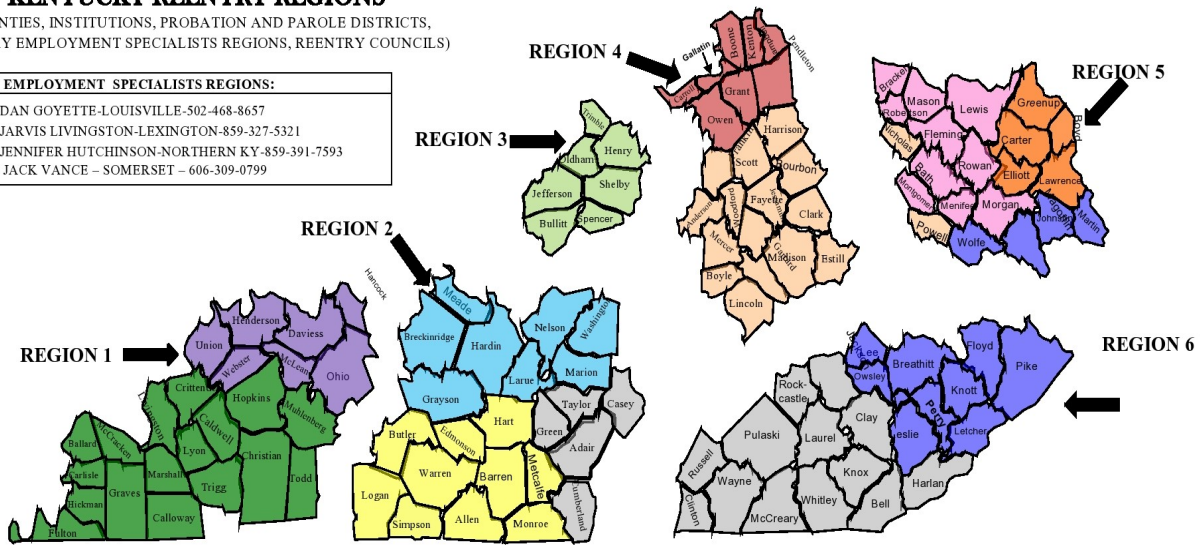 KENTUCKY REENTRY REGIONS
NTIES, INSTITUTIONS, PROBATION AND PAROLE DISTRICTS,
Y EMPLOYMENT SPECIALISTS REGIONS, REENTRY COUNCILS)
EMPLOYMENT SPECIALISTS REGIONS:
DAN GOYETTE-LOUISVILLE-502-468-8657
JARVIS LIVINGSTON-LEXINGTON-859-327-5321
JENNIFER HUTCHINSON-NORTHERN KY-859-391-7593
JACK VANCE – SOMERSET – 606-309-0799
REGION 4
Gallatin
Boone
Kenton
Pendleton
Carroll
Grant
Owen
Harrison
Scott
Bourbon
Woodford
Fayette
Anderson
Clark
Mercer
Madison
Garrard
Estill
Boyle
Lincoln
REGION 5
Bracken
Mason
Robertson
Lewis
Greenup
Boyd
Nicholas
Fleming
Carter
Rowan
Bath
Elliott
Lawrence
Montgomery
Menifee
Morgan
Magoffin
Johnson
Martin
Powell
Wolfe
REGION 3
Trimble
Oldham
Henry
Jefferson
Shelby
Bullitt
Spencer
REGION 2
Meade
Breckinridge
Hardin
Nelson
Washington
Larue
Marion
Grayson
Taylor
Casey
Butler
Edmonson
Hart
Green
Adair
Warren
Barren
Metcalfe
Logan
Simpson
Allen
Monroe
Cumberland
REGION 1
Hancock
Henderson
Daviess
Union
Webster
McLean
Ohio
Crittenden
Hopkins
Livingston
Muhlenberg
Caldwell
Ballard
McCracken
Lyon
Christian
Carlisle
Marshall
Todd
Graves
Trigg
Hickman
Calloway
Fulton
REGION 6
Jackson
Lee
Owsley
Breathitt
Floyd
Pike
Rock-
castle
Knott
Perry
Clay
Leslie
Letcher
Pulaski
Laurel
Russell
Knox
Harlan
Wayne
Whitley
Bell
Clinton
McCreary